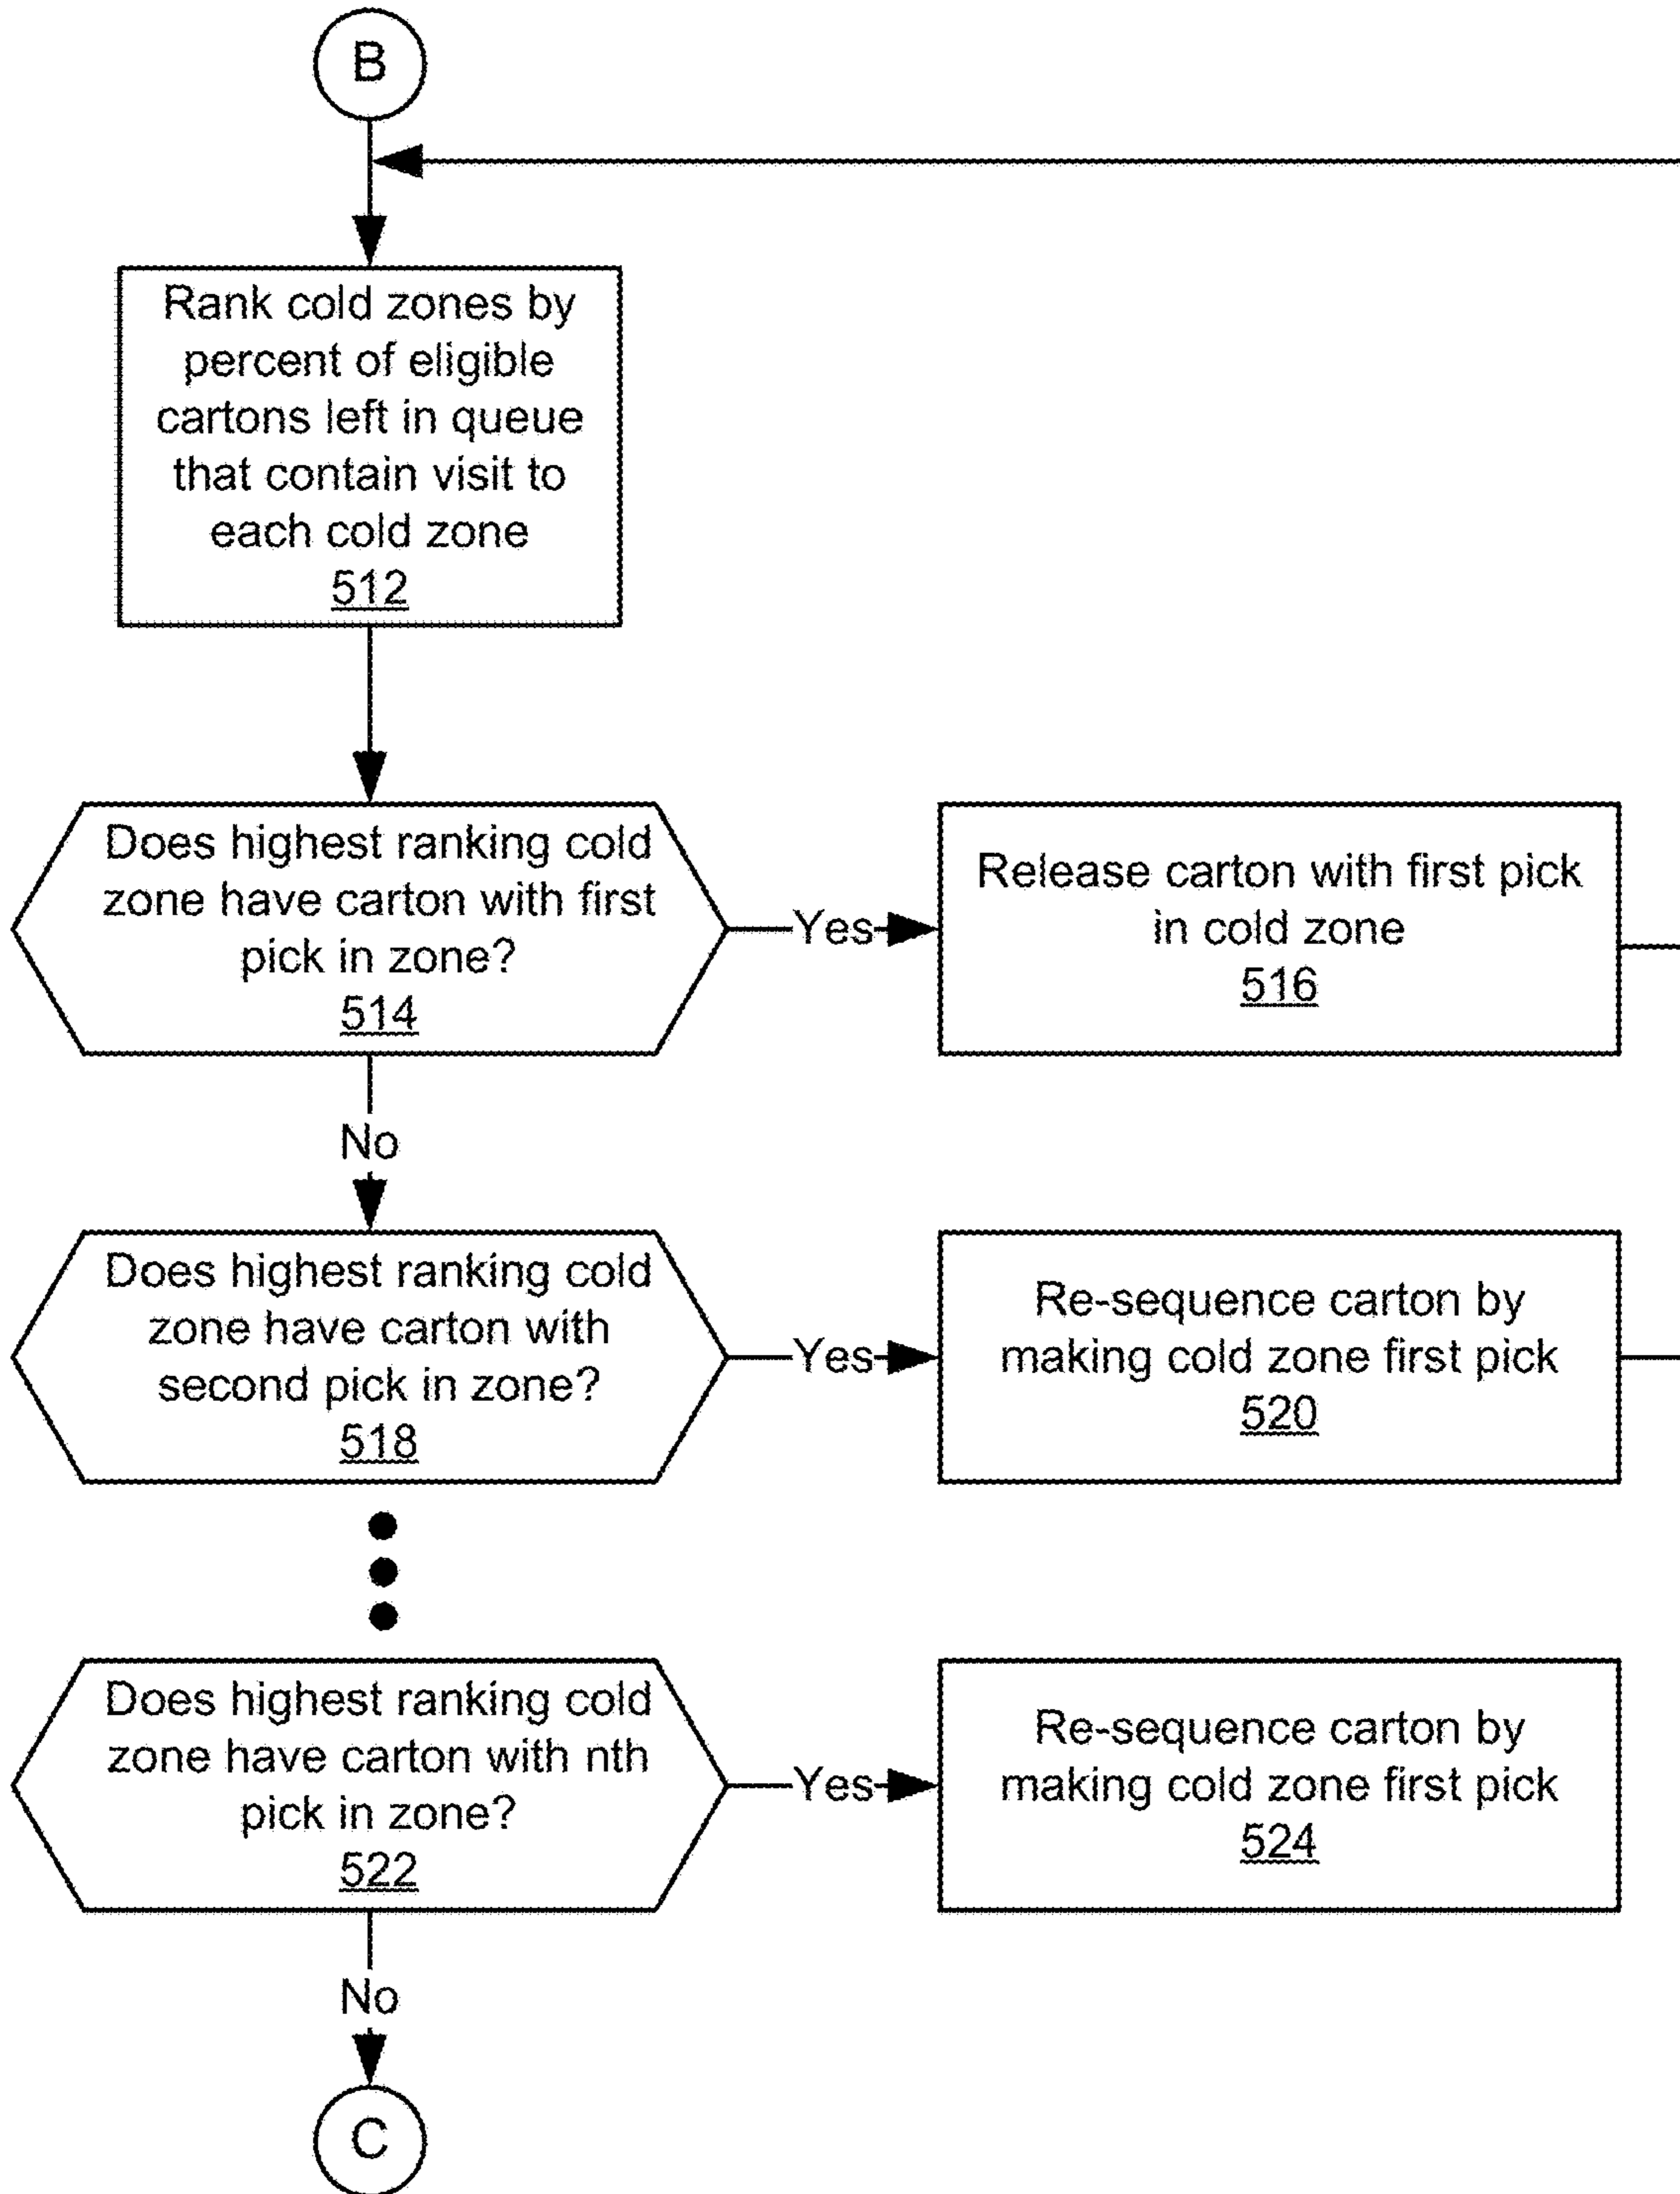 B
Rank cold zones by
percent of eligible
cartons left in queue
that contain visit to
each cold zone
512
Does highest ranking cold
zone have carton with first
pick in zone?
514
Yes
Release carton with first pick
in cold zone
516
No
Does highest ranking cold
zone have carton with
second pick in zone?
518
Yes
Re-sequence carton by
making cold zone first pick
520
Does highest ranking cold
zone have carton with nth
pick in zone?
522
Yes
Re-sequence carton by
making cold zone first pick
524
No
C